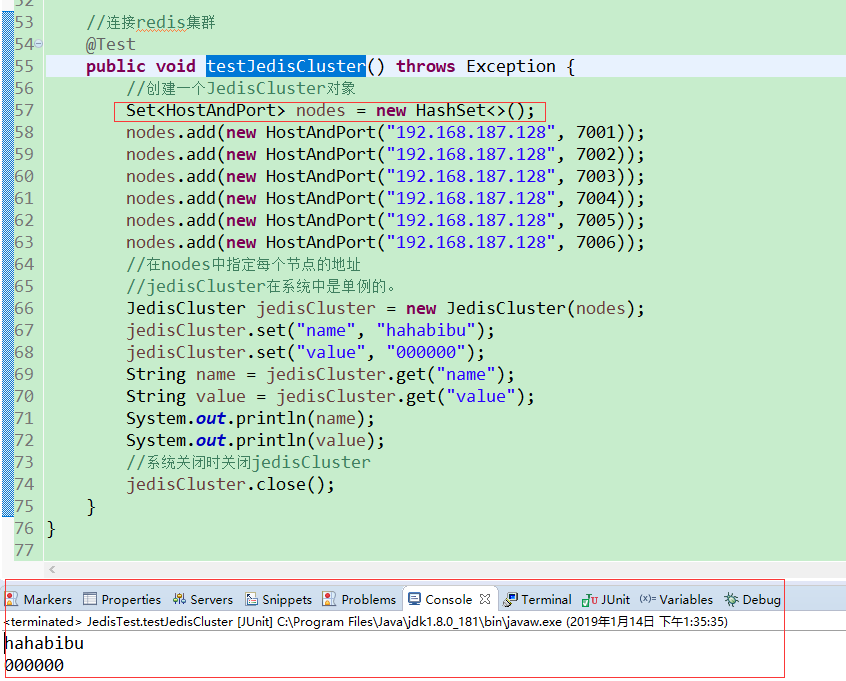 52
53 //连接redis集群
54 @Test
55 public void testJedisCluster() throws Exception {
56 //创建一个JedisCluster对象
57 Set<HostAndPort> nodes = new HashSet<>();
58 nodes.add(new HostAndPort("192.168.187.128", 7001));
59 nodes.add(new HostAndPort("192.168.187.128", 7002));
60 nodes.add(new HostAndPort("192.168.187.128", 7003));
61 nodes.add(new HostAndPort("192.168.187.128", 7004));
62 nodes.add(new HostAndPort("192.168.187.128", 7005));
63 nodes.add(new HostAndPort("192.168.187.128", 7006));
64 //在nodes中指定每个节点的地址
65 //jedisCluster在系统中是单例的。
66 JedisCluster jedisCluster = new JedisCluster(nodes);
67 jedisCluster.set("name", "hahabibu");
68 jedisCluster.set("value", "000000");
69 String name = jedisCluster.get("name");
70 String value = jedisCluster.get("value");
71 System.out.println(name);
72 System.out.println(value);
73 //系统关闭时关闭jedisCluster
74 jedisCluster.close();
75 }
76 }
77
Markers Properties Servers Snippets Problems Console Terminal JUnit Variables Debug
<terminated> JedisTest.testJedisCluster [JUnit] C:\Program Files\Java\jdk1.8.0_181\bin\javaw.exe (2019年1月14日 下午1:35:35)
hahabibu
000000